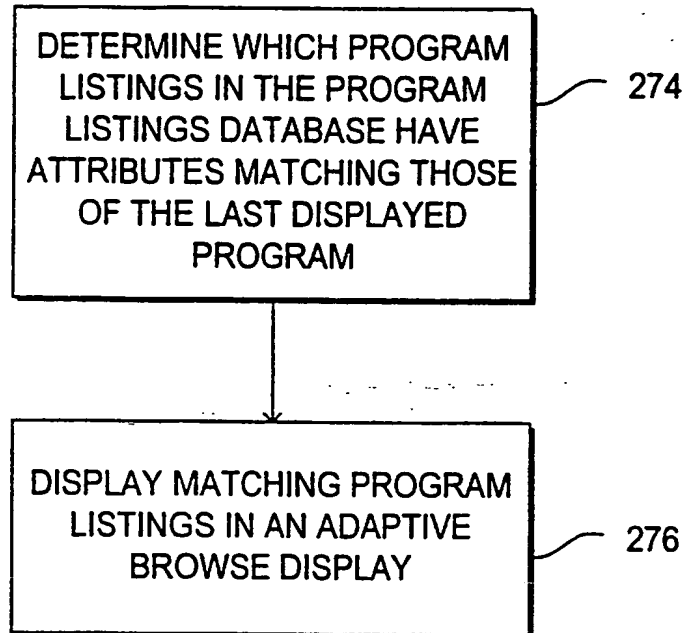 DETERMINE WHICH PROGRAM
LISTINGS IN THE PROGRAM
LISTINGS DATABASE HAVE
ATTRIBUTES MATCHING THOSE
OF THE LAST DISPLAYED
PROGRAM
274
DISPLAY MATCHING PROGRAM
LISTINGS IN AN ADAPTIVE
BROWSE DISPLAY
276